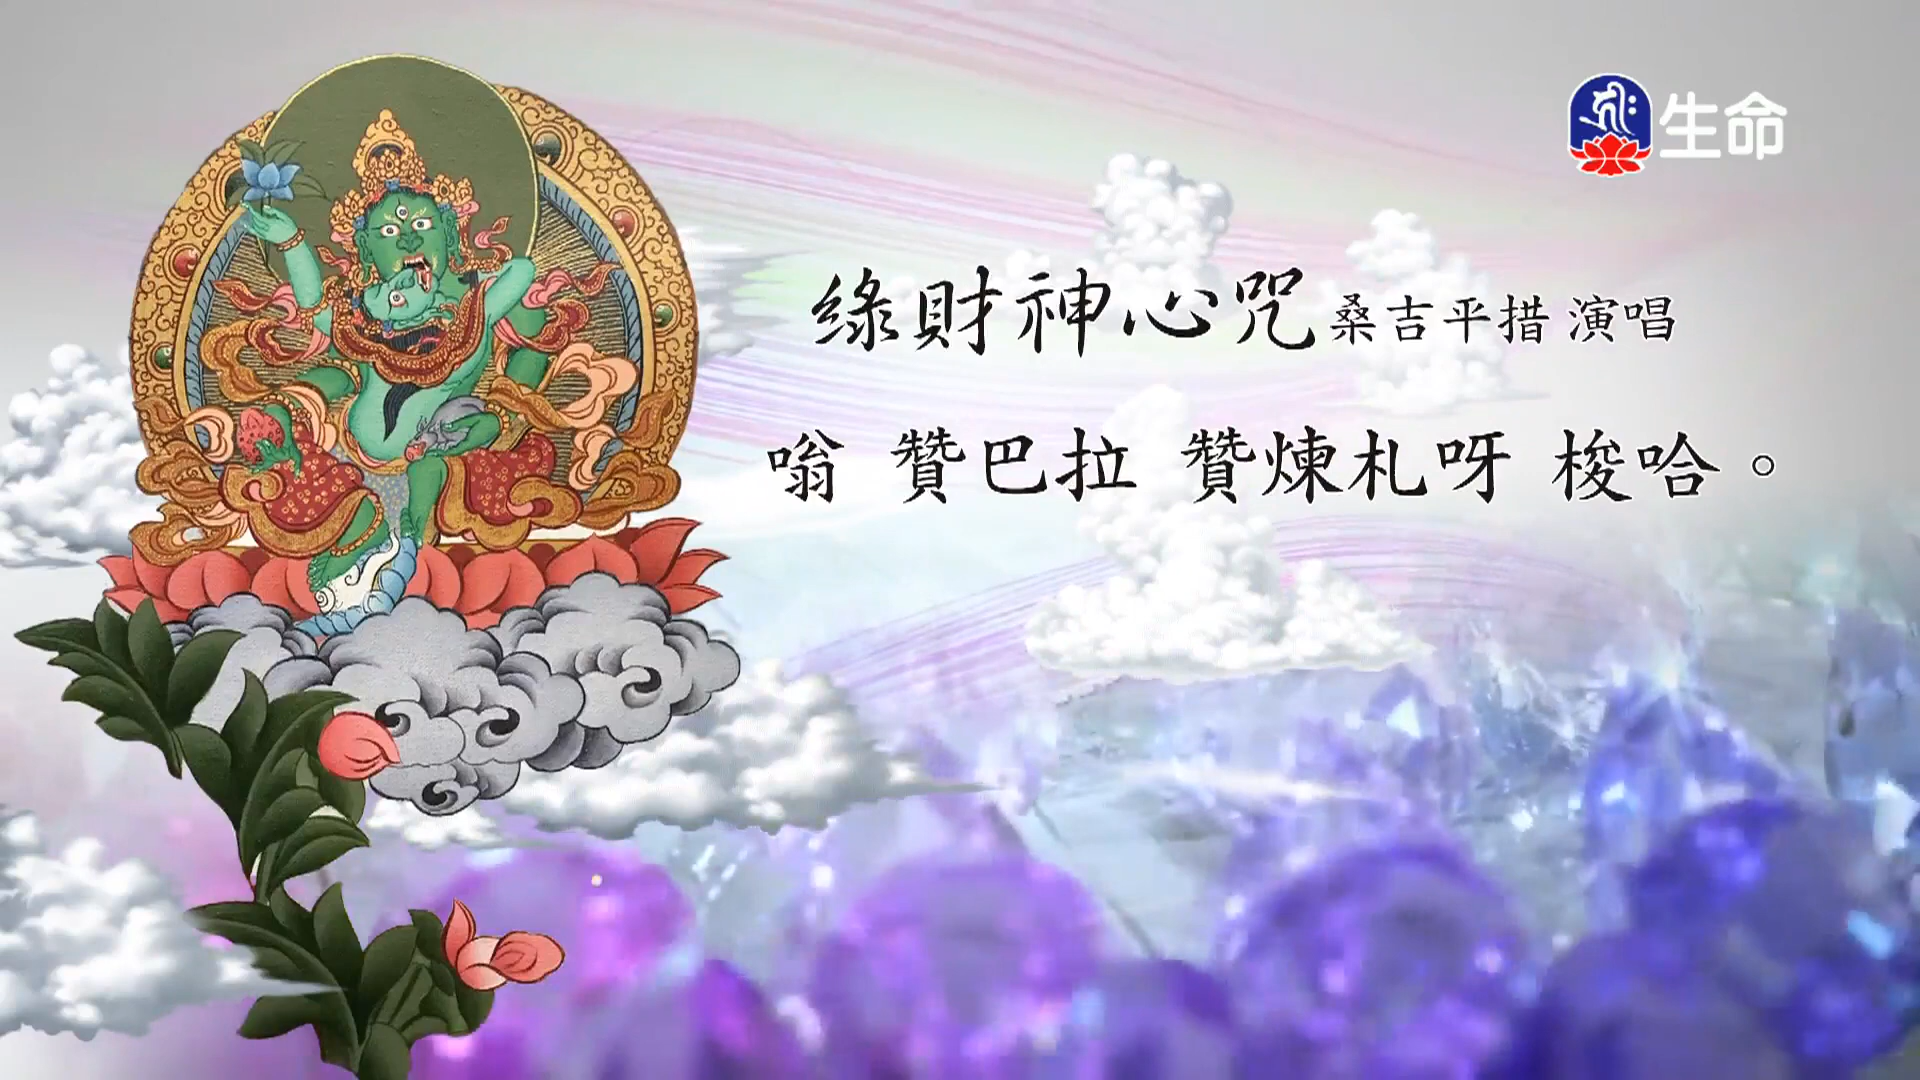 生命
綠財神心咒 桑吉平措 演唱
嗡 贊巴拉 贊煉札呀 梭哈。